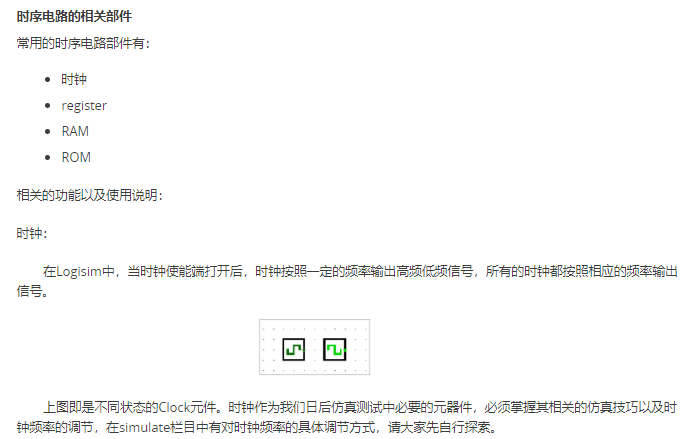 时序电路的相关部件
常用的时序电路部件有：
时钟
register
RAM
ROM
相关的功能以及使用说明：
时钟：
在Logisim中，当时钟使能端打开后，时钟按照一定的频率输出高频低频信号，所有的时钟都按照相应的频率输出
信号。
上图即是不同状态的Clock元件。时钟作为我们日后仿真测试中必要的元器件，必须掌握其相关的仿真技巧以及时
钟频率的调节，在simulate栏目中有对时钟频率的具体调节方式，请大家先自行探索。